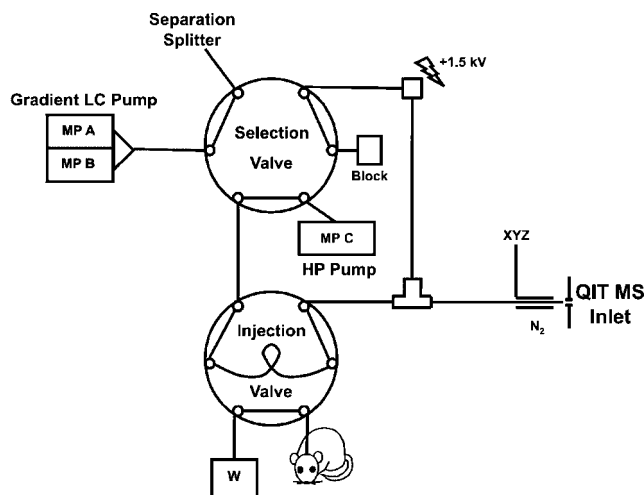 Separation
Splitter
+1.5 kV
Gradient LC Pump
MP A
MP B
Selection
Valve
Block
MP C
HP Pump
XYZ
QIT MS
Inlet
N2
Injection
Valve
W